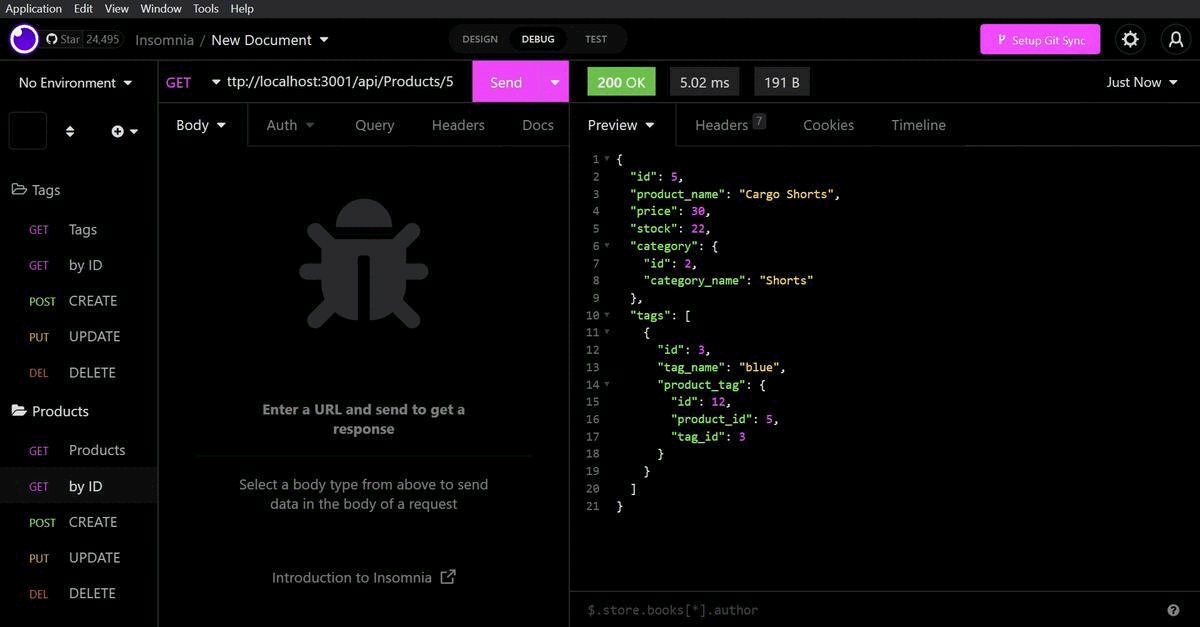 Application Edit View Window Tools Help
Star 24,495 Insomnia / New Document DESIGN DEBUG TEST Setup Git Sync
No Environment GET ttp://localhost:3001/api/Products/5 Send 200 OK 5.02 ms 191 B Just Now
Body Auth Query Headers Docs Preview Headers 7 Cookies Timeline
Tags
GET Tags
GET by ID
POST CREATE
PUT UPDATE
DEL DELETE
Products
GET Products
GET by ID
POST CREATE
PUT UPDATE
DEL DELETE
Enter a URL and send to get a
response
Select a body type from above to send
data in the body of a request
Introduction to Insomnia
1 {
2 "id": 5,
3 "product_name": "Cargo Shorts",
4 "price": 30,
5 "stock": 22,
6 "category": {
7 "id": 2,
8 "category_name": "Shorts"
9 },
10 "tags": [
11 {
12 "id": 3,
13 "tag_name": "blue",
14 "product_tag": {
15 "id": 12,
16 "product_id": 5,
17 "tag_id": 3
18 }
19 }
20 ]
21 }
$.store.books[*].author